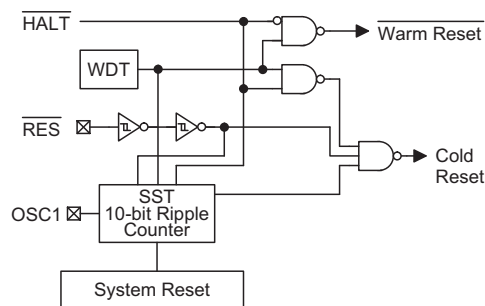 HALT
Warm Reset
WDT
RES
Cold
Reset
SST
10-bit Ripple
Counter
OSC1
System Reset